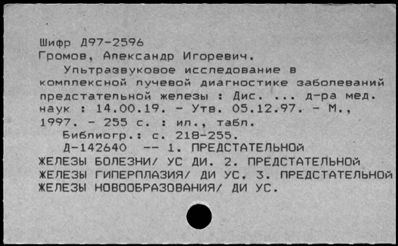 Шифр Д97-2596
Громов, Александр Игоревич.
Ультразвуковое исследование в
комплексной лучевой диагностике заболеваний
предстательной железы : Дис. ... д-ра мед.
наук : 14.00.19. - Утв. 05.12.97. - М.,
1997. - 255 с. : ил., табл.
Библиогр.: с. 218-255.
Д-142640 -- 1. ПРЕДСТАТЕЛЬНОЙ
ЖЕЛЕЗЫ БОЛЕЗНИ/ УС ДИ. 2. ПРЕДСТАТЕЛЬНОЙ
ЖЕЛЕЗЫ ГИПЕРПЛАЗИЯ/ ДИ УС. 3. ПРЕДСТАТЕЛЬНОЙ
ЖЕЛЕЗЫ НОВООБРАЗОВАНИЯ/ ДИ УС.